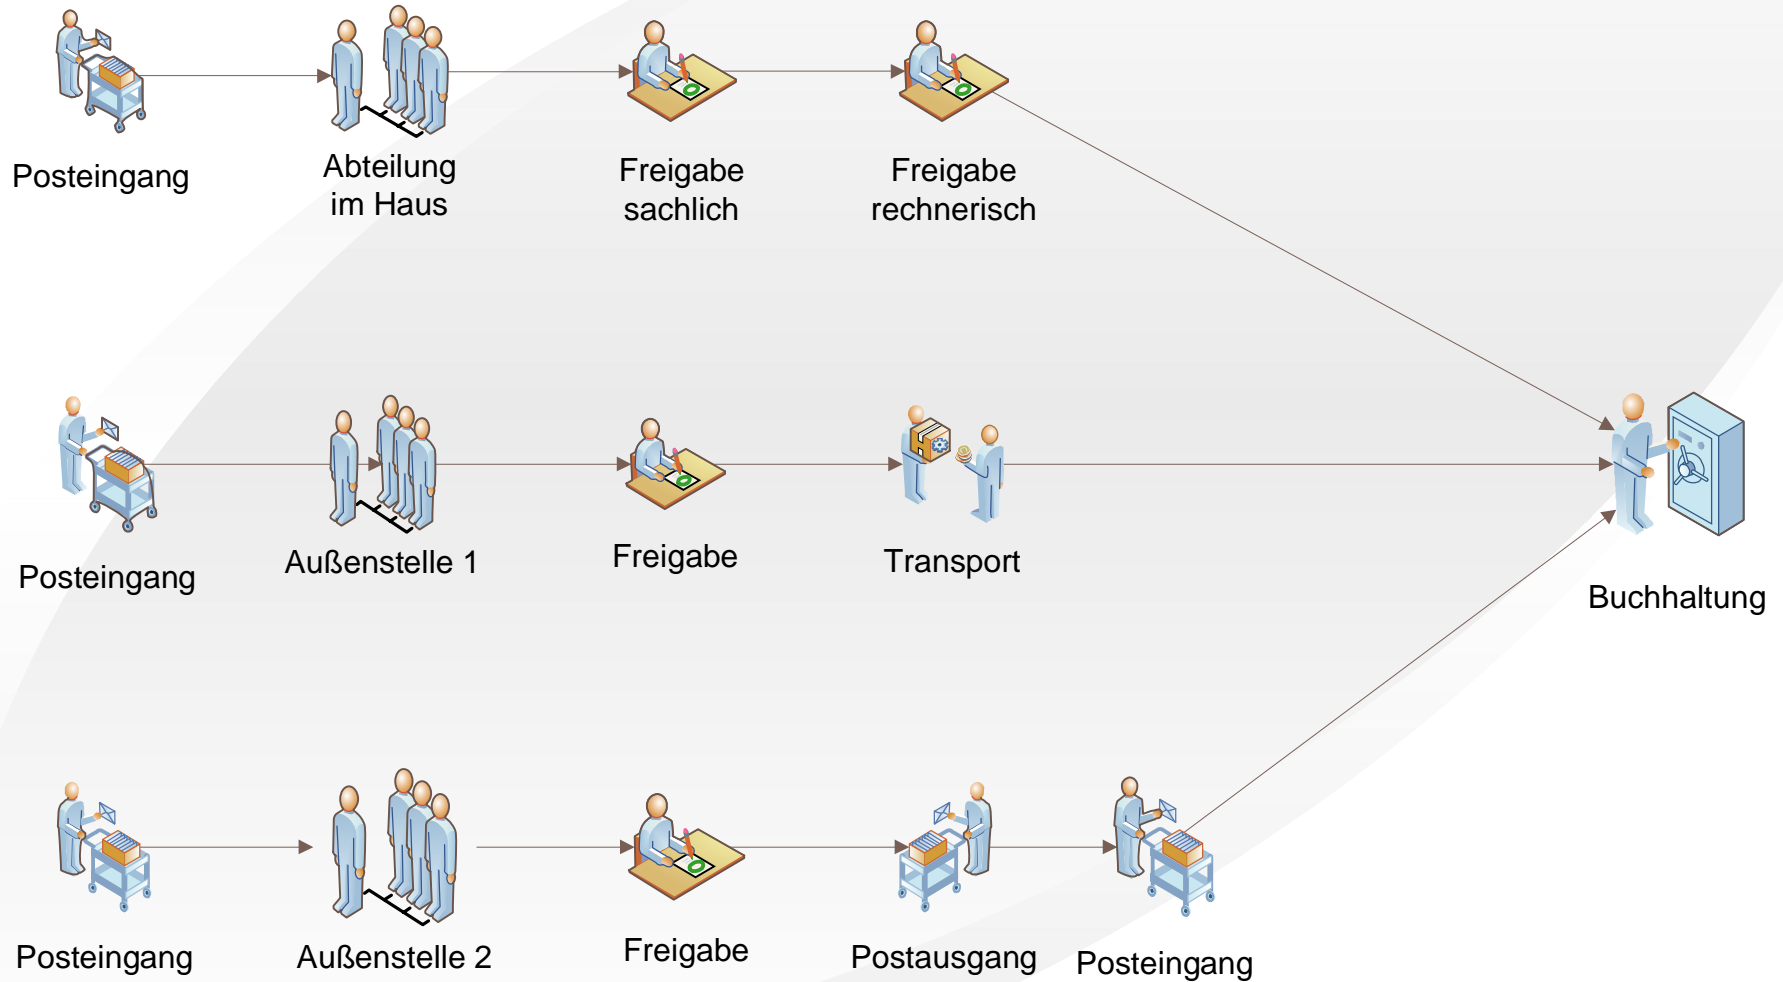 Posteingang
Abteilung
im Haus
Freigabe
sachlich
Freigabe
rechnerisch
Posteingang
Außenstelle 1
Freigabe
Transport
Buchhaltung
Posteingang
Außenstelle 2
Freigabe
Postausgang
Posteingang